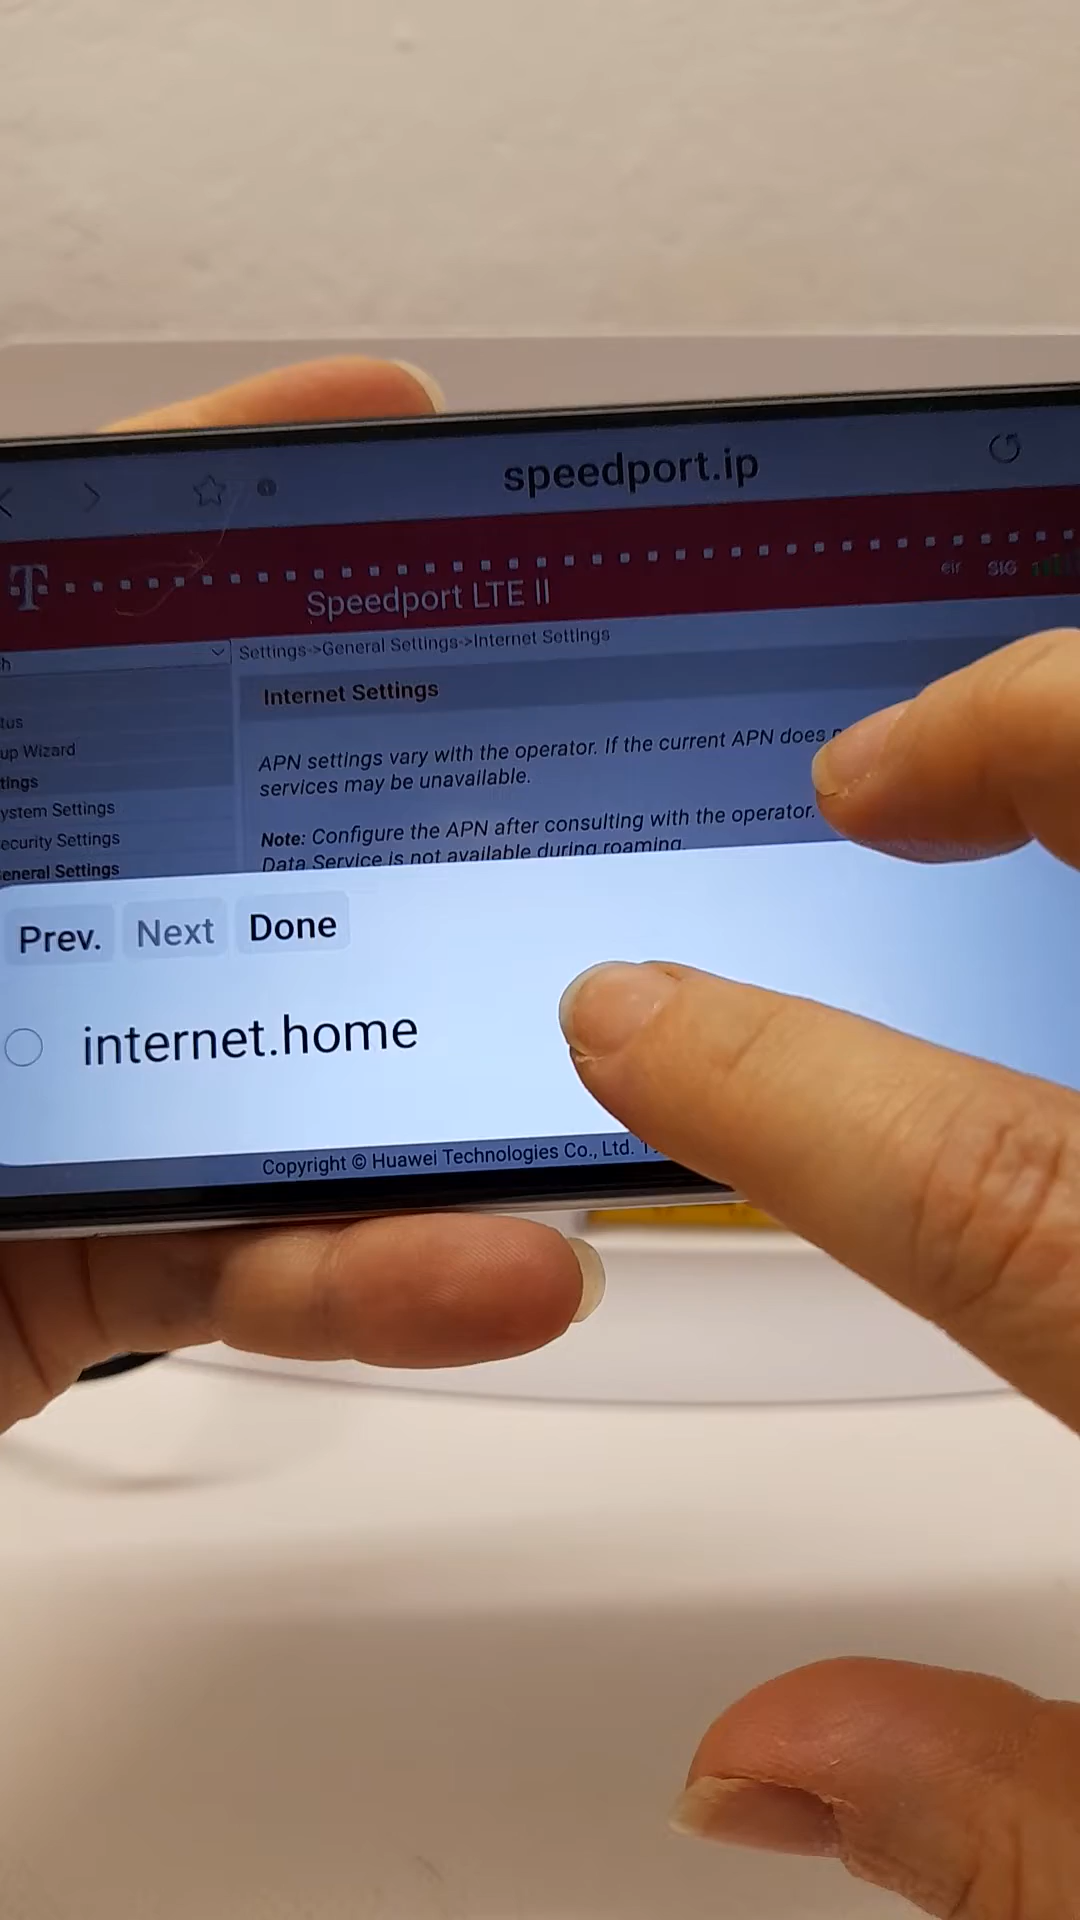 speedport.ip
T
Speedport LTE II
eir SIG
h
Settings->General Settings->Internet Settings
Internet Settings
tus
up Wizard
tings
ystem Settings
ecurity Settings
eneral Settings
APN settings vary with the operator. If the current APN does
services may be unavailable.
Note: Configure the APN after consulting with the operator.
Data Service is not available during roaming.
Prev. Next Done
internet.home
Copyright © Huawei Technologies Co., Ltd.